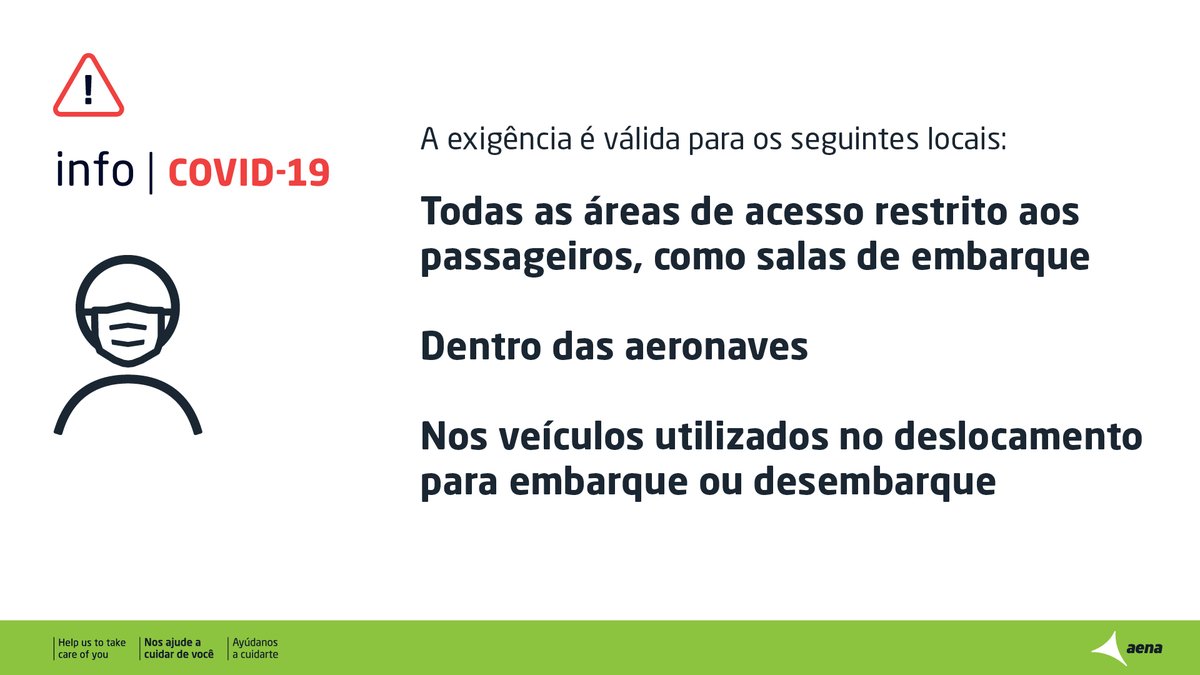 !
info | COVID-19
A exigência é válida para os seguintes locais:
Todas as áreas de acesso restrito aos
passageiros, como salas de embarque
Dentro das aeronaves
Nos veículos utilizados no deslocamento
para embarque ou desembarque
Help us to take
care of you
Nos ajude a
cuidar de você
Ayúdanos
a cuidarte
aena